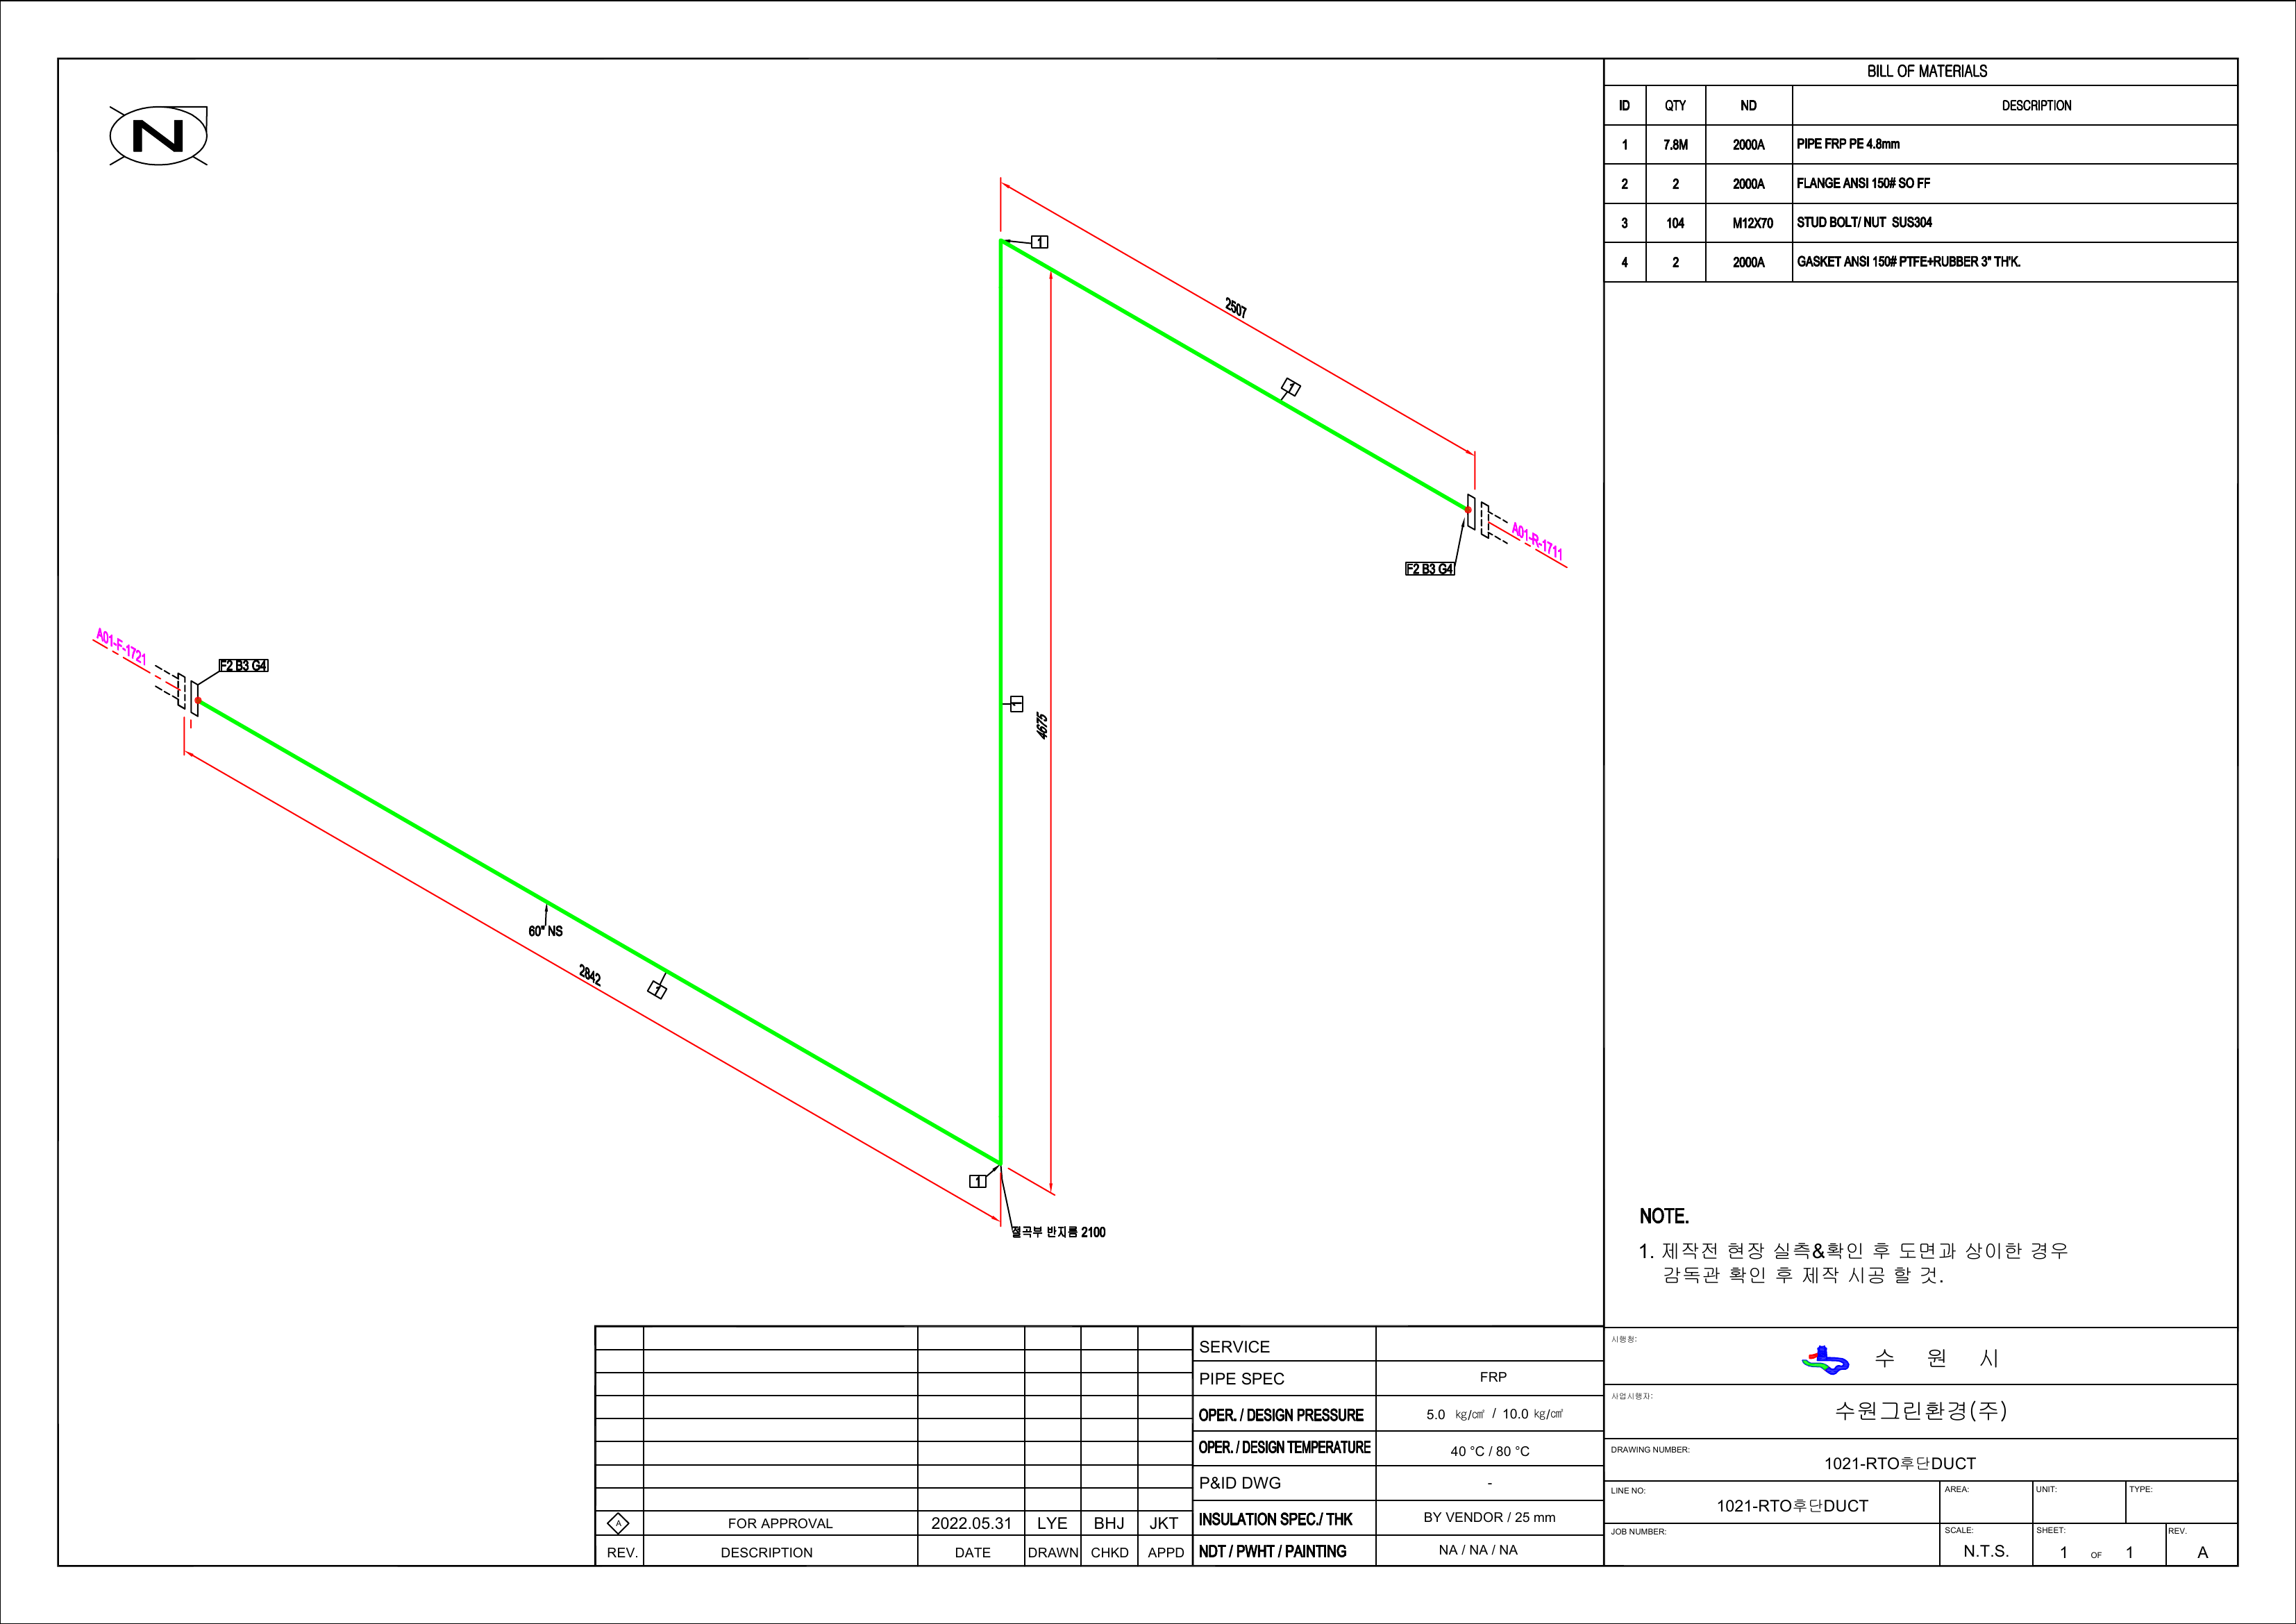 N
BILL OF MATERIALS
ID QTY ND DESCRIPTION
1 7.8M 2000A PIPE FRP PE 4.8mm
2 2 2000A FLANGE ANSI 150# SO FF
3 104 M12X70 STUD BOLT/ NUT SUS304
4 2 2000A GASKET ANSI 150# PTFE+RUBBER 3" TH'K.
1
2507
1
A01-R-1711
F2 B3 G4
A01-F-1721
F2 B3 G4
1
4675
60" NS
2842
1
1
절곡부 반지름 2100
NOTE.
1. 제작전 현장 실측&확인 후 도면과 상이한 경우
감독관 확인 후 제작 시공 할 것.
SERVICE
PIPE SPEC FRP
OPER. / DESIGN PRESSURE 5.0 ㎏/㎠ / 10.0 ㎏/㎠
OPER. / DESIGN TEMPERATURE 40 °C / 80 °C
P&ID DWG -
INSULATION SPEC./ THK BY VENDOR / 25 mm
NDT / PWHT / PAINTING NA / NA / NA
A FOR APPROVAL 2022.05.31 LYE BHJ JKT
REV. DESCRIPTION DATE DRAWN CHKD APPD
시행청:
수 원 시
사업시행자:
수원그린환경(주)
DRAWING NUMBER:
1021-RTO후단DUCT
LINE NO: AREA: UNIT: TYPE:
1021-RTO후단DUCT
JOB NUMBER: SCALE: SHEET: REV.
N.T.S. 1 OF 1 A